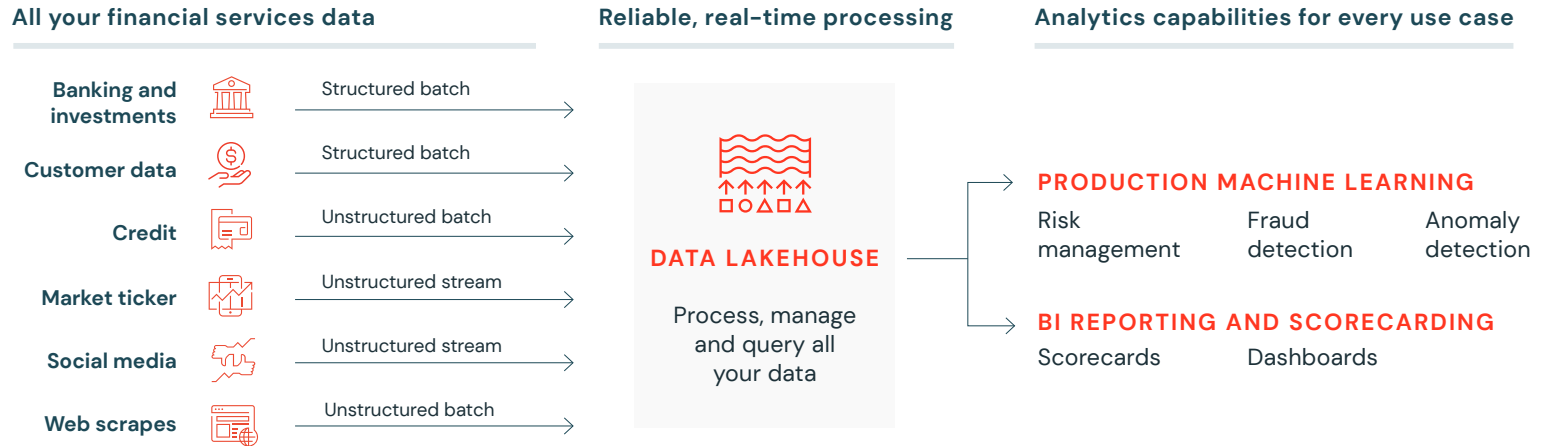 All your financial services data
Reliable, real-time processing
Analytics capabilities for every use case
Banking and
investments
Structured batch
Customer data
Structured batch
Credit
Unstructured batch
Market ticker
Unstructured stream
Social media
Unstructured stream
Web scrapes
Unstructured batch
DATA LAKEHOUSE
Process, manage
and query all
your data
PRODUCTION MACHINE LEARNING
Risk
management
Fraud
detection
Anomaly
detection
BI REPORTING AND SCORECARDING
Scorecards
Dashboards